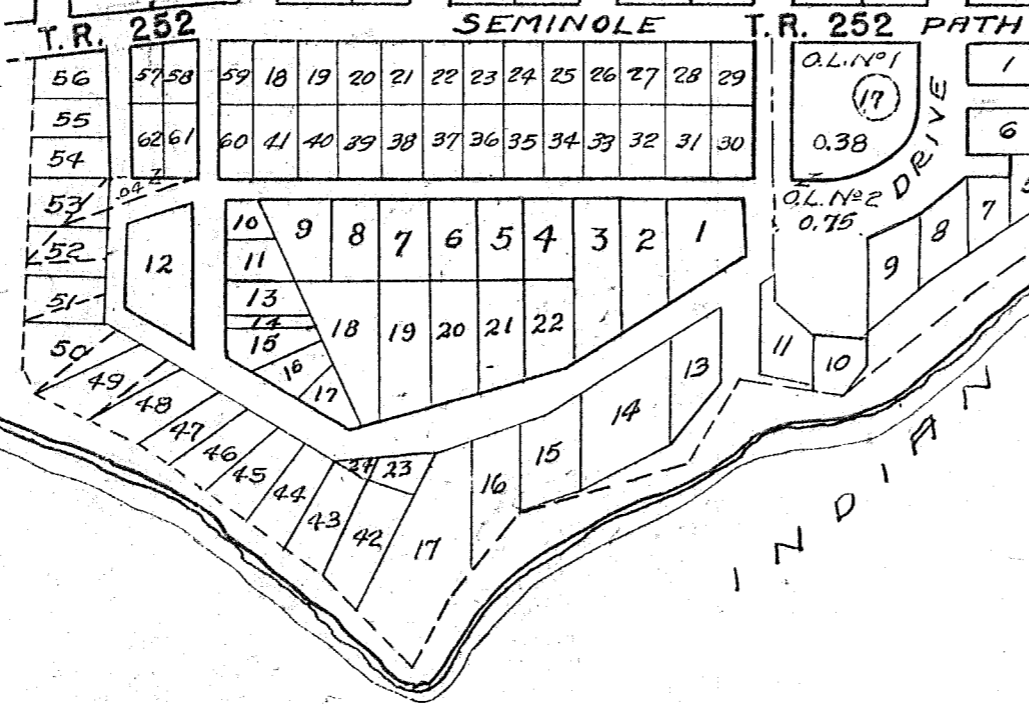 T.R. 252 SEMINOLE T.R. 252 PATH
56 57 58 59 18 19 20 21 22 23 24 25 26 27 28 29 O.L. Nº 1 1
55 17 DRIVE
54 62 61 60 41 40 39 38 37 36 35 34 33 32 31 30 0.38 6
53 .04 O.L. Nº 2
0.75
52 12 10 9 8 7 6 5 4 3 2 1 9 8 7
11
51 13
14
50 15 18 19 20 21 22 11 10
49 16 17 13
48 14
47
46 24 23 15
45 16
44
43 42 17
INDIAN